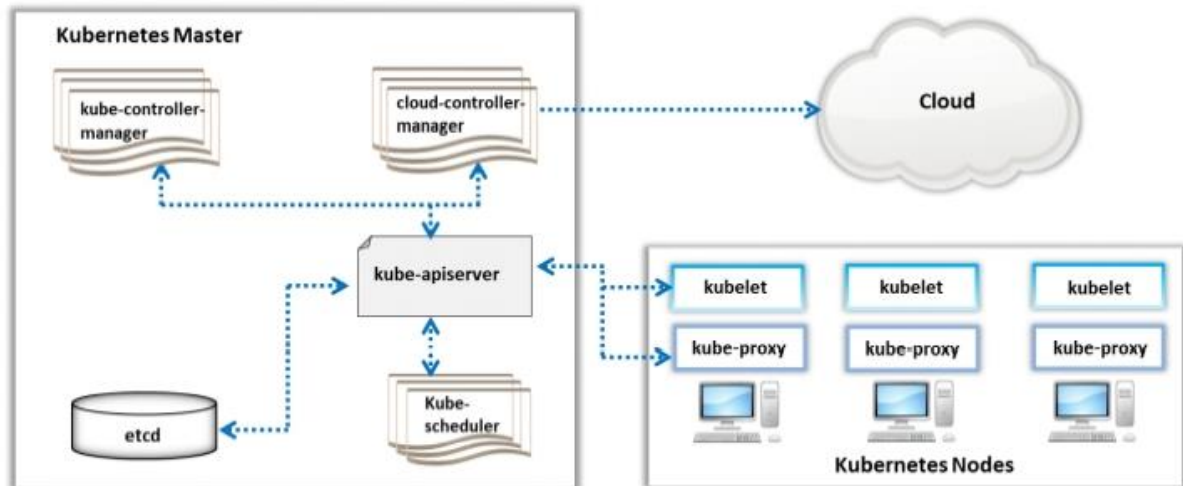 Kubernetes Master
kube-controller-
manager
cloud-controller-
manager
Cloud
kube-apiserver
kubelet
kubelet
kubelet
kube-proxy
kube-proxy
kube-proxy
etcd
Kube-
scheduler
Kubernetes Nodes